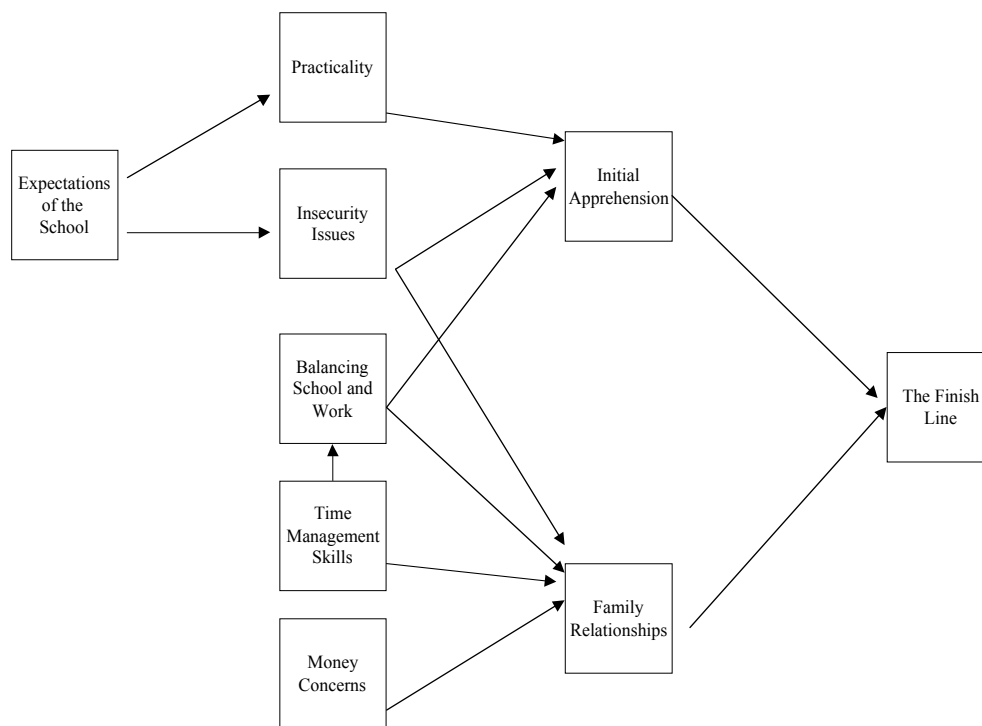 Practicality
Expectations
of the
School
Insecurity
Issues
Initial
Apprehension
Balancing
School and
Work
The Finish
Line
Time
Management
Skills
Family
Relationships
Money
Concerns